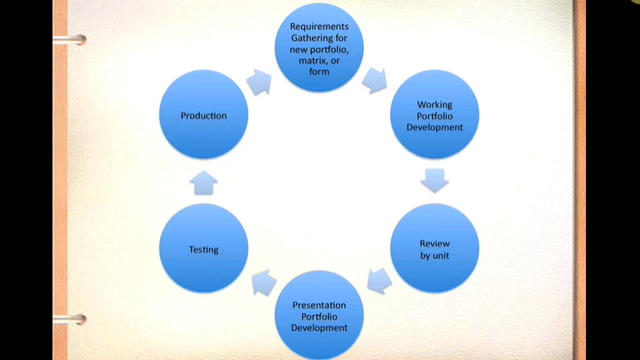 Requirements
Gathering for
new portfolio,
matrix, or
form
Working
Portfolio
Development
Review
by unit
Presentation
Portfolio
Development
Testing
Production